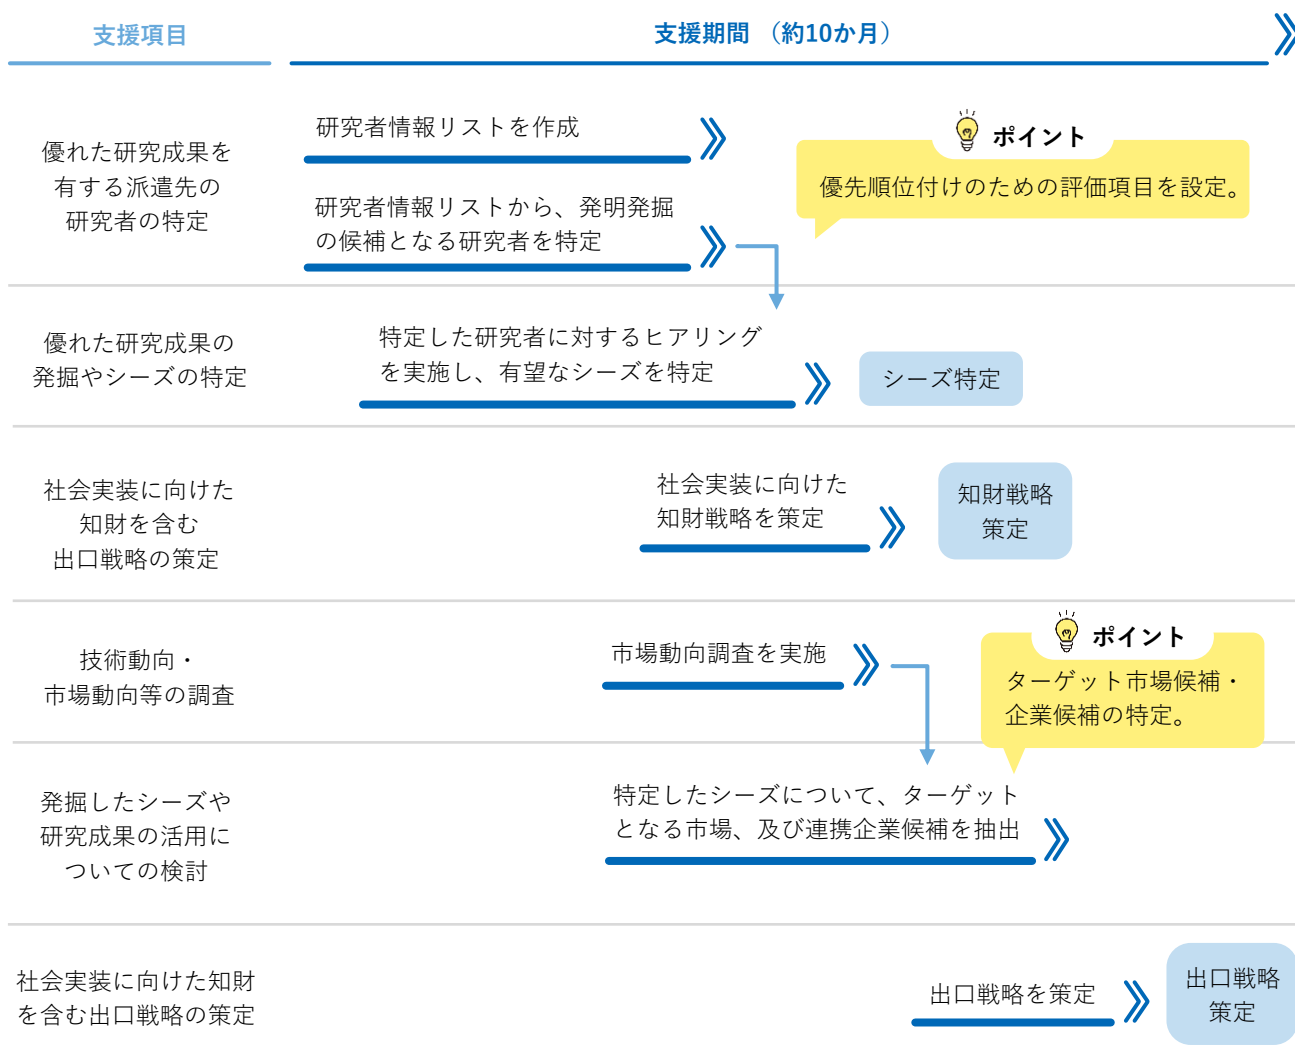 支援項目
支援期間 （約10か月）
優れた研究成果を
有する派遣先の
研究者の特定
研究者情報リストを作成
研究者情報リストから、発明発掘
の候補となる研究者を特定
ポイント
優先順位付けのための評価項目を設定。
優れた研究成果の
発掘やシーズの特定
特定した研究者に対するヒアリング
を実施し、有望なシーズを特定
シーズ特定
社会実装に向けた
知財を含む
出口戦略の策定
社会実装に向けた
知財戦略を策定
知財戦略
策定
技術動向・
市場動向等の調査
市場動向調査を実施
ポイント
ターゲット市場候補・
企業候補の特定。
発掘したシーズや
研究成果の活用に
ついての検討
特定したシーズについて、ターゲット
となる市場、及び連携企業候補を抽出
社会実装に向けた知財
を含む出口戦略の策定
出口戦略を策定
出口戦略
策定